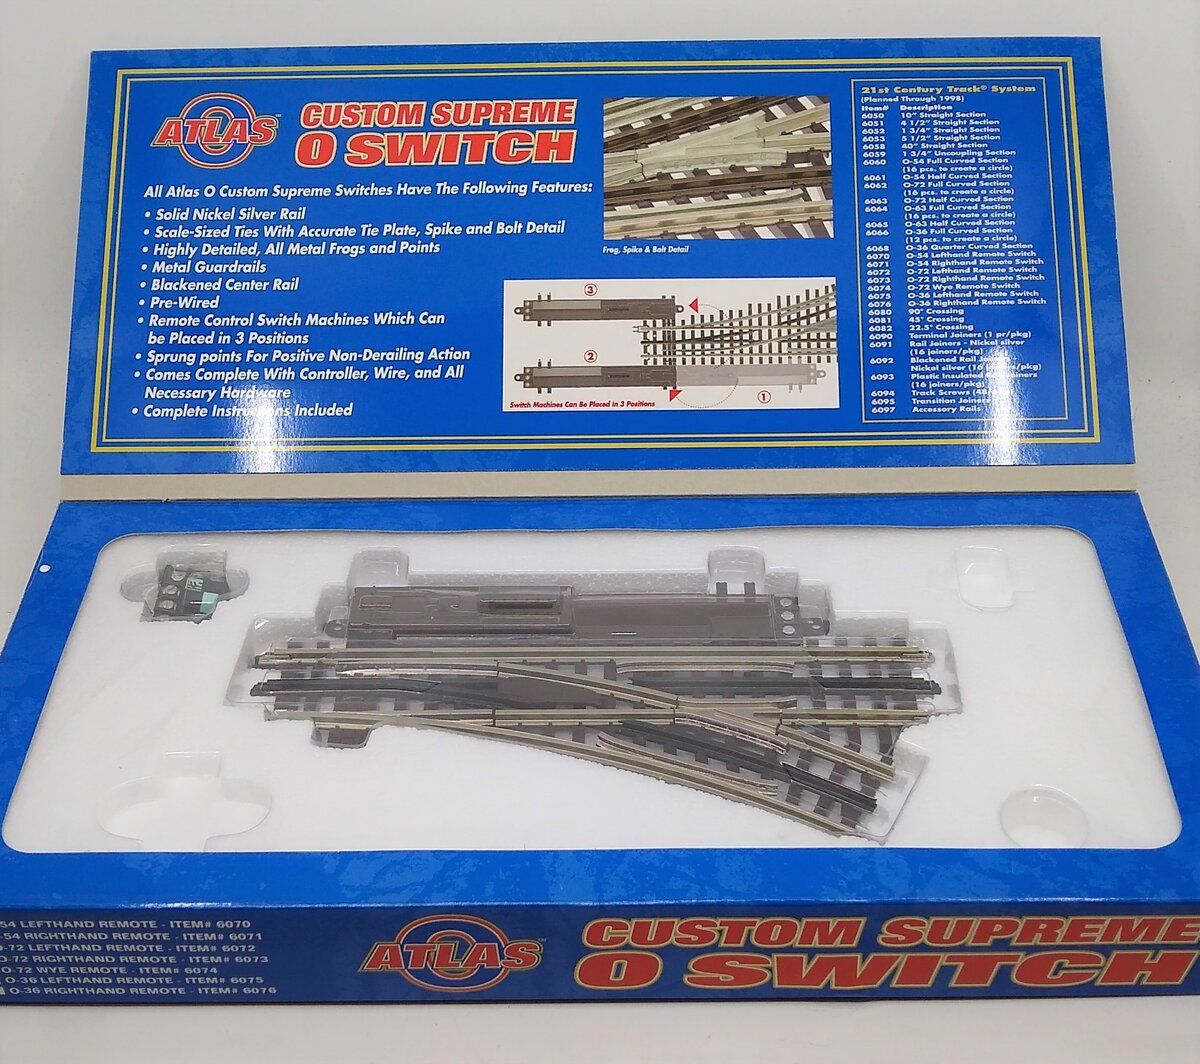 ATLAS
CUSTOM SUPREME
O SWITCH
All Atlas O Custom Supreme Switches Have The Following Features:
• Solid Nickel Silver Rail
• Scale-Sized Ties With Accurate Tie Plate, Spike and Bolt Detail
• Highly Detailed, All Metal Frogs and Points
• Metal Guardrails
• Blackened Center Rail
• Pre-Wired
• Remote Control Switch Machines Which Can
be Placed in 3 Positions
• Sprung points For Positive Non-Derailing Action
• Comes Complete With Controller, Wire, and All
Necessary Hardware
• Complete Instructions Included
Frog, Spike & Bolt Detail
3
2
1
Switch Machines Can Be Placed in 3 Positions
21st Century Track® System
(Planned Through 1998)
Item# Description
6050 10" Straight Section
6051 4 1/2" Straight Section
6052 1 3/4" Straight Section
6053 5 1/2" Straight Section
6058 40" Straight Section
6059 1 3/4" Uncoupling Section
6060 O-54 Full Curved Section
(16 pcs. to create a circle)
6061 O-54 Half Curved Section
6062 O-72 Full Curved Section
(16 pcs. to create a circle)
6063 O-72 Half Curved Section
6064 O-63 Full Curved Section
(16 pcs. to create a circle)
6065 O-63 Half Curved Section
6066 O-36 Full Curved Section
(12 pcs. to create a circle)
6068 O-36 Quarter Curved Section
6070 O-54 Lefthand Remote Switch
6071 O-54 Righthand Remote Switch
6072 O-72 Lefthand Remote Switch
6073 O-72 Righthand Remote Switch
6074 O-72 Wye Remote Switch
6075 O-36 Lefthand Remote Switch
6076 O-36 Righthand Remote Switch
6080 90° Crossing
6081 45° Crossing
6082 22.5° Crossing
6090 Terminal Joiners (1 pr/pkg)
6091 Rail Joiners - Nickel silver
(16 joiners/pkg)
6092 Blackened Rail
Nickel silver (16 joiners/pkg)
6093 Plastic Insulated Joiners
(16 joiners/pkg)
6094 Track Screws
6095 Transition Joiners
6097 Accessory Rails
54 LEFTHAND REMOTE - ITEM# 6070
-54 RIGHTHAND REMOTE - ITEM# 6071
-72 LEFTHAND REMOTE - ITEM# 6072
O-72 RIGHTHAND REMOTE - ITEM# 6073
O-72 WYE REMOTE - ITEM# 6074
O-36 LEFTHAND REMOTE - ITEM# 6075
O-36 RIGHTHAND REMOTE - ITEM# 6076
ATLAS
CUSTOM SUPREME
O SWITCH